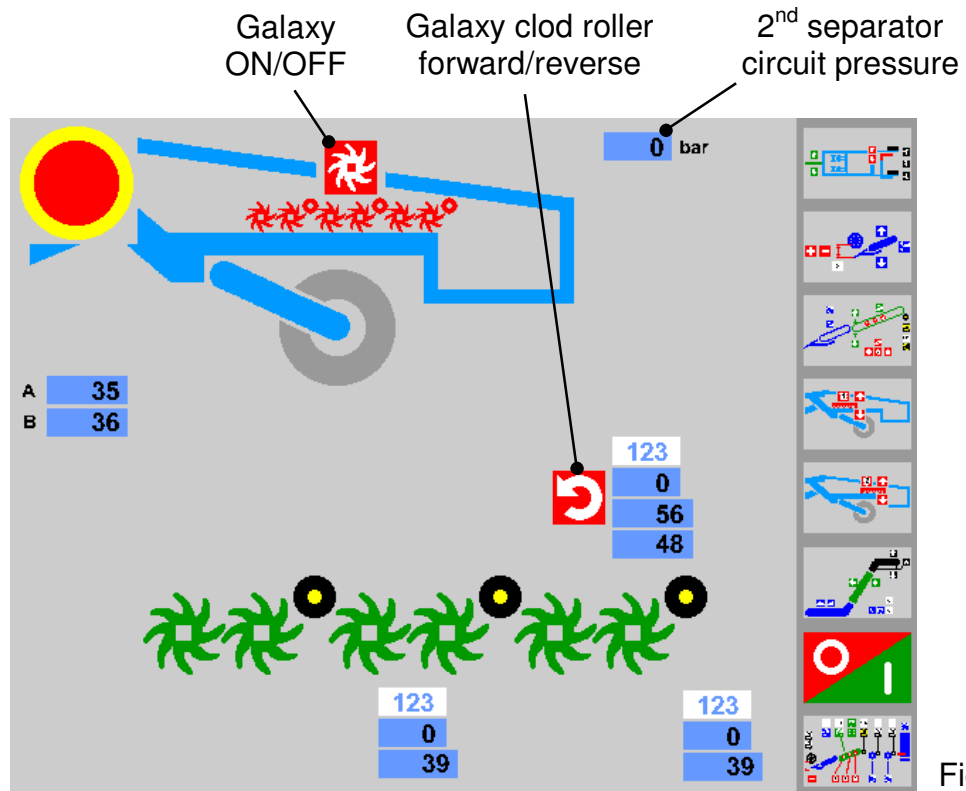 Galaxy
ON/OFF
Galaxy clod roller
forward/reverse
2nd separator
circuit pressure
0 bar
A 35
B 36
123
0
56
48
123
0
39
123
0
39
Fi